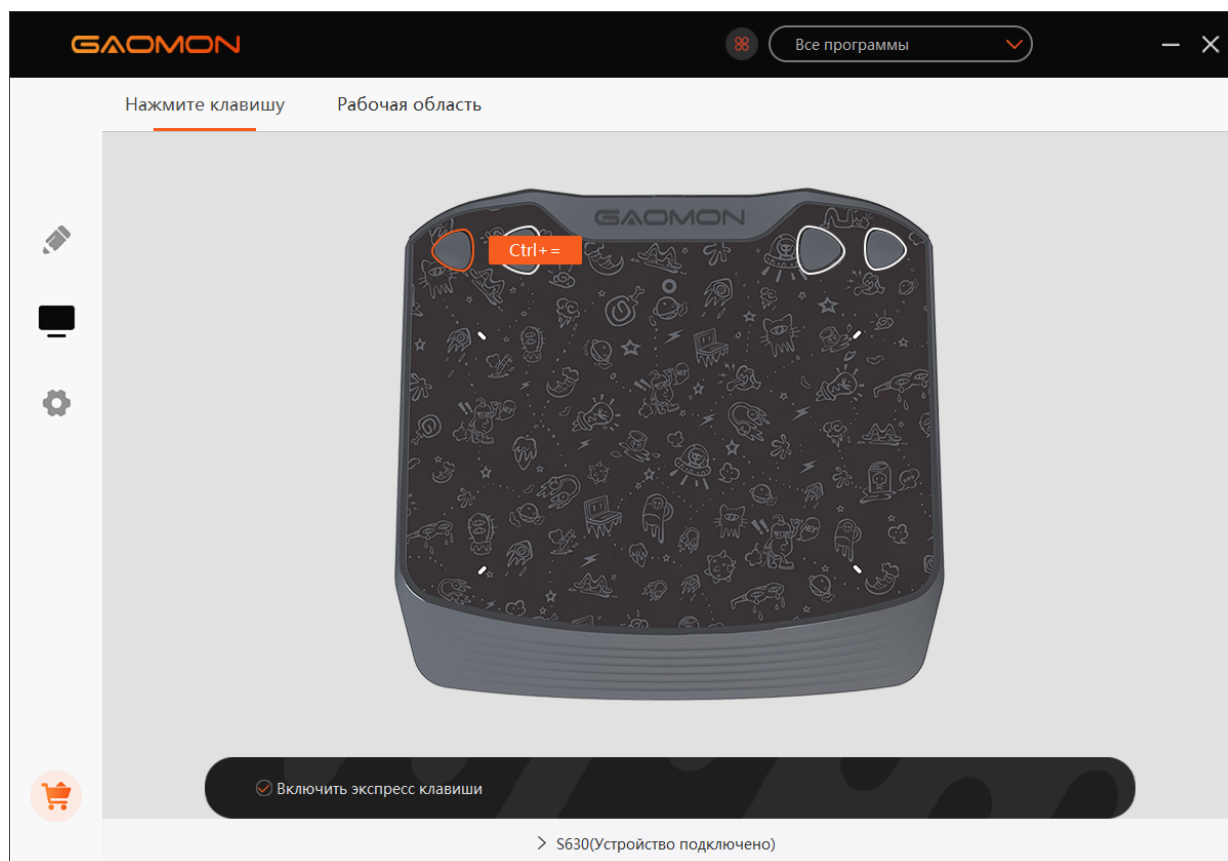 GAOMON
Все программы
Нажмите клавишу
Рабочая область
GAOMON
Ctrl+=
Включить экспресс клавиши
S630(Устройство подключено)